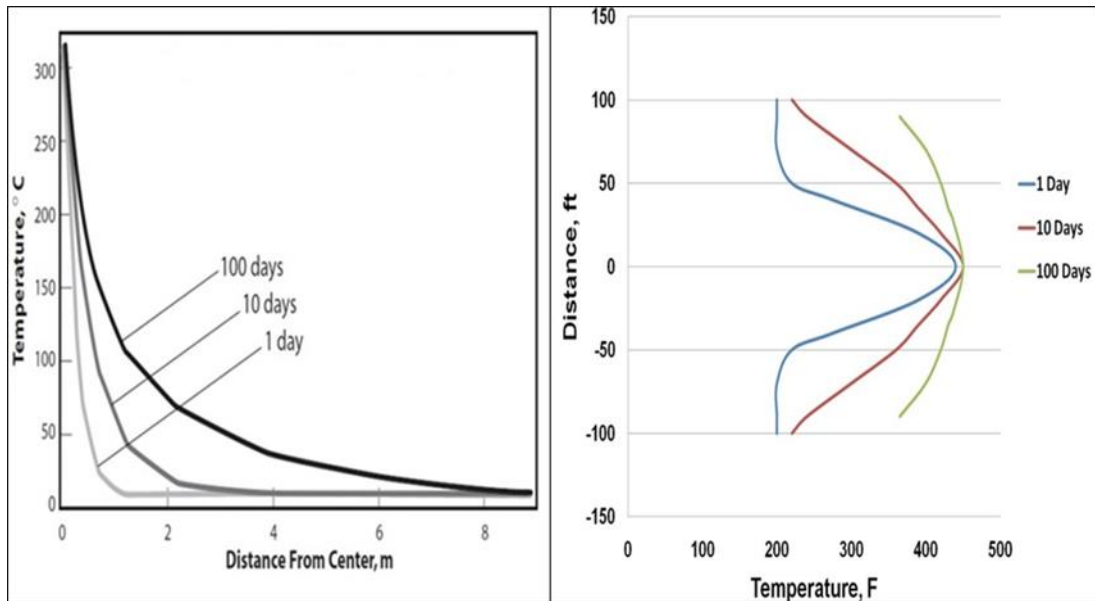 Temperature, ° C
300
250
200
150
100
50
0
100 days
10 days
1 day
0 2 4 6 8
Distance From Center, m
Distance, ft
150
100
50
0
-50
-100
-150
1 Day
10 Days
100 Days
0 100 200 300 400 500
Temperature, F